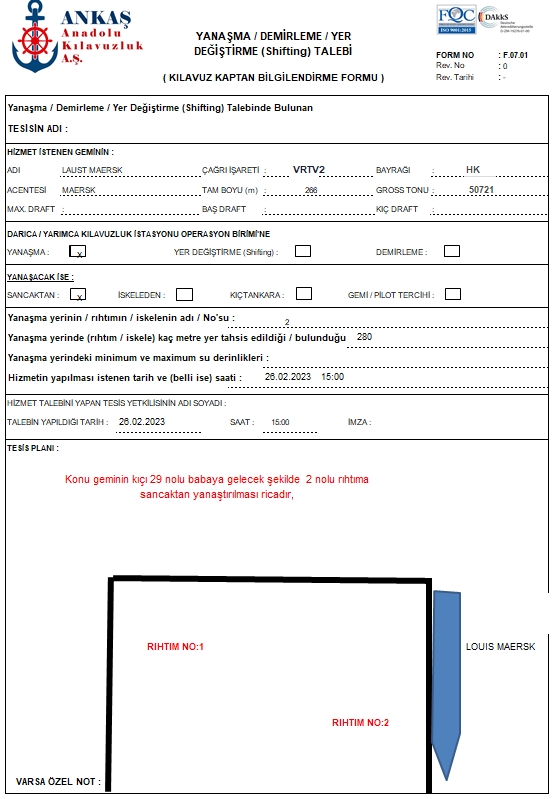 ANKAŞ
Anadolu
Kılavuzluk
A.Ş.
YANAŞMA / DEMİRLEME / YER
DEĞİŞTİRME (Shifting) TALEBİ
( KILAVUZ KAPTAN BİLGİLENDİRME FORMU )
FQC
DAkkS
ISO 9001:2015
FORM NO : F.07.01
Rev. No : 0
Rev. Tarihi : -
Yanaşma / Demirleme / Yer Değiştirme (Shifting) Talebinde Bulunan
TESİSİN ADI :
HİZMET İSTENEN GEMİNİN :
ADI LAUST MAERSK ÇAĞRI İŞARETİ : VRTV2 BAYRAĞI : HK
ACENTESİ MAERSK TAM BOYU (m) : 266 GROSS TONU : 50721
MAX. DRAFT : BAŞ DRAFT : KIÇ DRAFT :
DARICA / YARIMCA KILAVUZLUK İSTASYONU OPERASYON BİRİMİ'NE
YANAŞMA : x YER DEĞİŞTİRME (Shifting) : DEMİRLEME :
YANAŞACAK İSE :
SANCAKTAN : x İSKELEDEN : KIÇTANKARA : GEMİ / PİLOT TERCİHİ :
Yanaşma yerinin / rıhtımın / iskelenin adı / No'su : 2
Yanaşma yerinde (rıhtım / iskele) kaç metre yer tahsis edildiği / bulunduğu 280
Yanaşma yerindeki minimum ve maximum su derinlikleri :
Hizmetin yapılması istenen tarih ve (belli ise) saati : 26.02.2023 15:00
HİZMET TALEBİNİ YAPAN TESİS YETKİLİSİNİN ADI SOYADI :
TALEBİN YAPILDIĞI TARİH : 26.02.2023 SAAT : 15:00 İMZA :
TESİS PLANI :
Konu geminin kıçı 29 nolu babaya gelecek şekilde 2 nolu rıhtıma
sancaktan yanaştırılması ricadır,
RIHTIM NO:1
LOUIS MAERSK
RIHTIM NO:2
VARSA ÖZEL NOT :